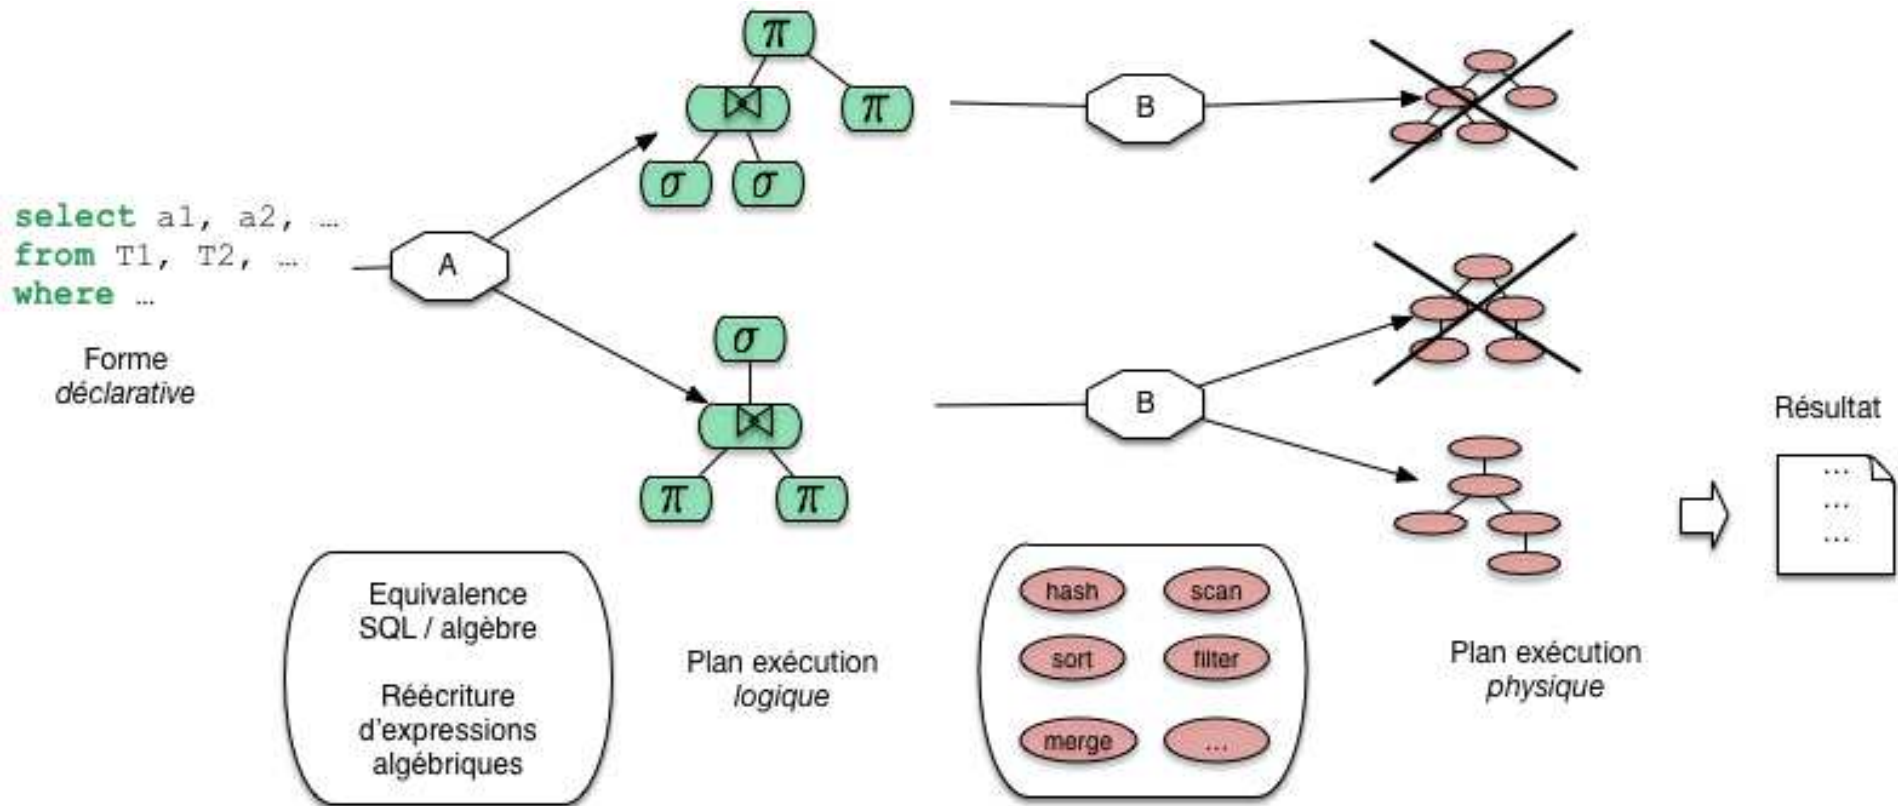 select a1, a2, …
from T1, T2, …
where …
Forme
déclarative
A
π
⋈
π
σ
σ
σ
⋈
π
π
B
B
Equivalence
SQL / algèbre
Réécriture
d'expressions
algébriques
Plan exécution
logique
hash
scan
sort
filter
merge
...
Plan exécution
physique
Résultat
...
...
...